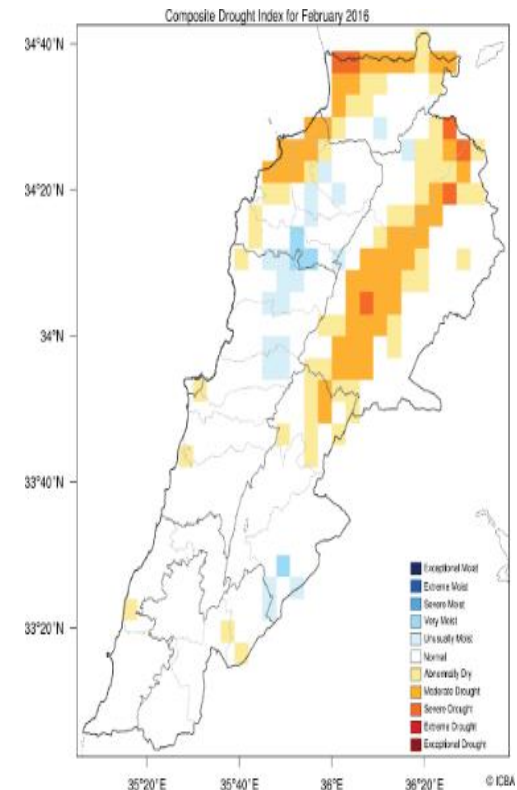 Composite Drought Index for February 2016
34°40'N
34°20'N
34°N
33°40'N
33°20'N
Exceptional Moist
Extreme Moist
Severe Moist
Very Moist
Unusually Moist
Normal
Abnormally Dry
Moderate Drought
Severe Drought
Extreme Drought
Exceptional Drought
35°20'E
35°40'E
36°E
36°20'E
© ICBA